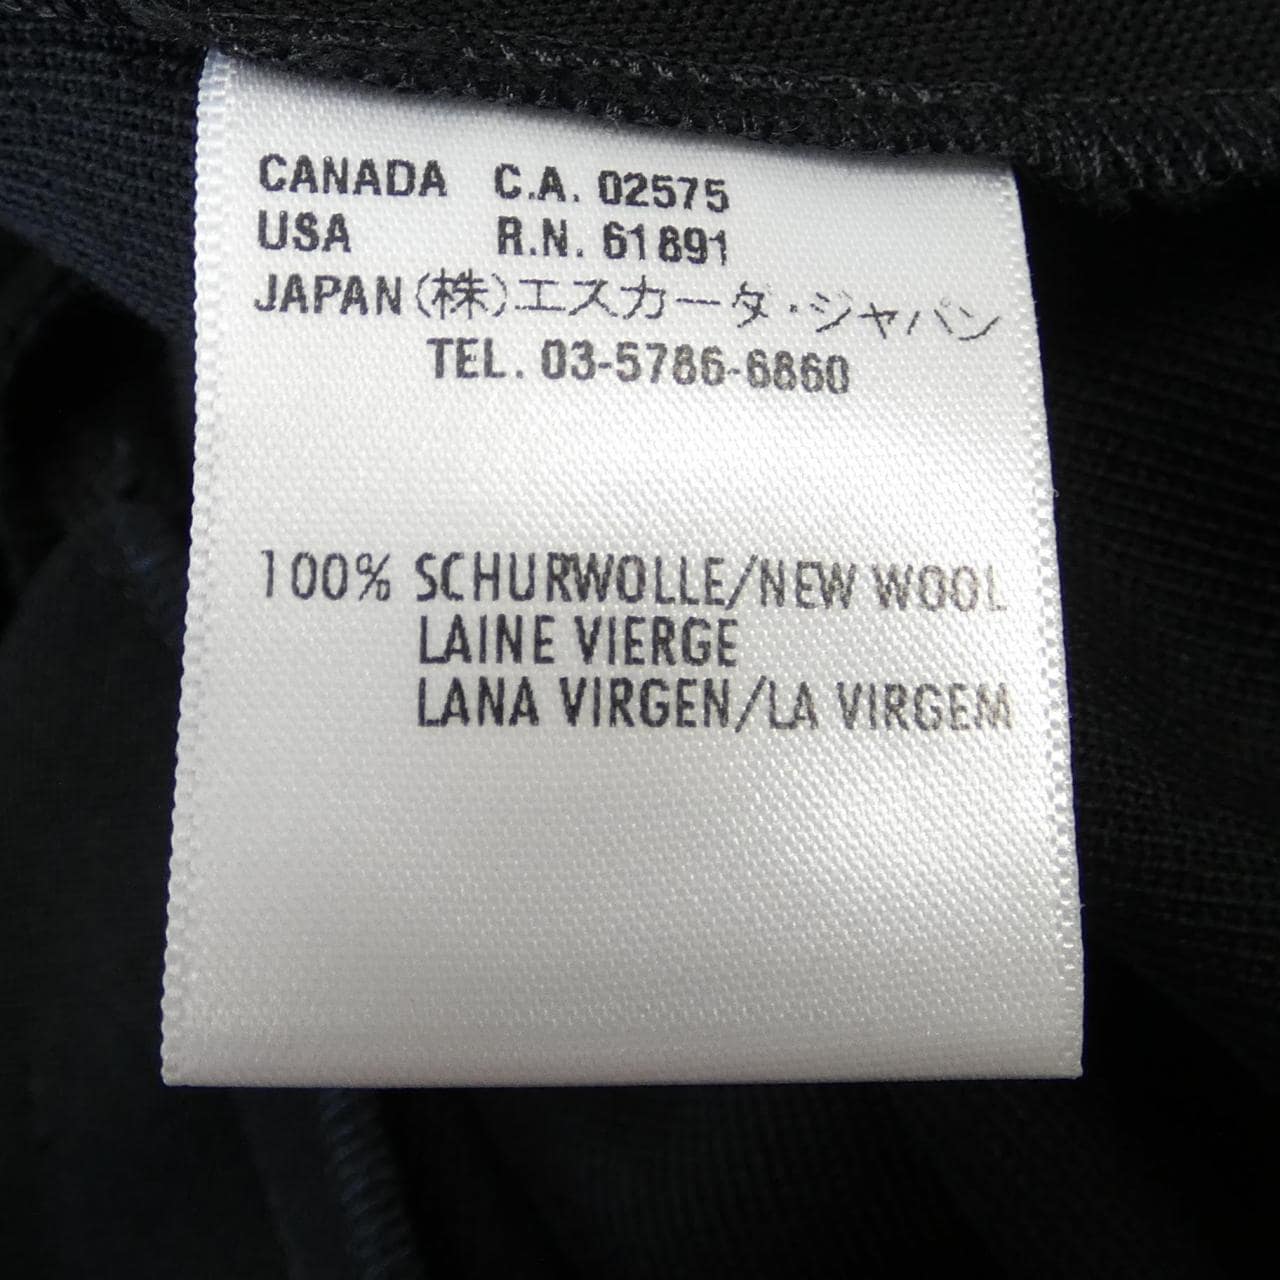 CANADA C.A. 02575
USA R.N. 61891
JAPAN (株)エスカーダ・ジャパン
TEL. 03-5786-6860
100% SCHURWOLLE/NEW WOOL
LAINE VIERGE
LANA VIRGEN/LA VIRGEM